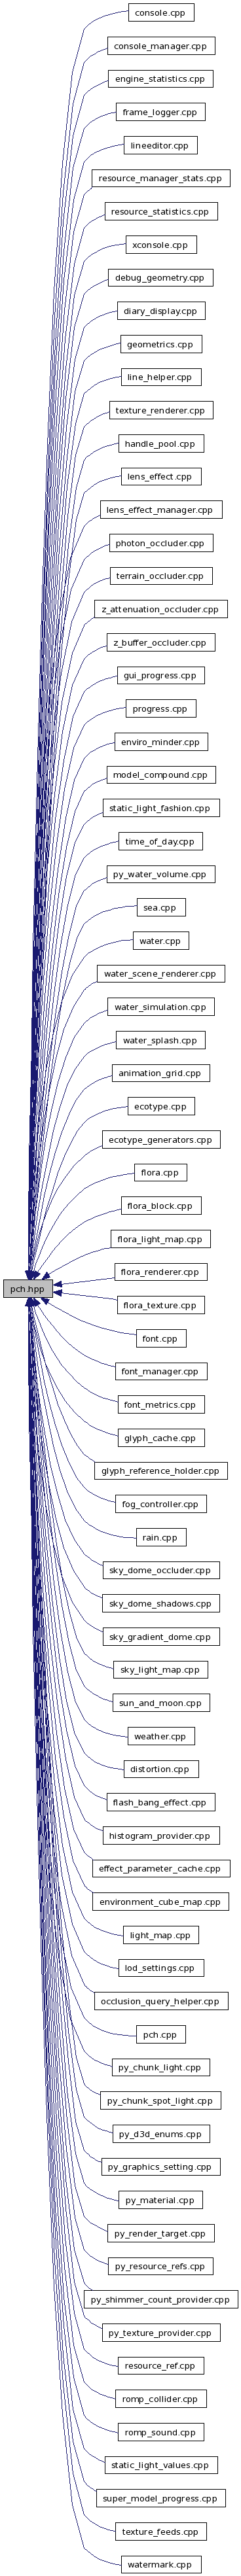 console.cpp
console_manager.cpp
engine_statistics.cpp
frame_logger.cpp
lineeditor.cpp
resource_manager_stats.cpp
resource_statistics.cpp
xconsole.cpp
debug_geometry.cpp
diary_display.cpp
geometrics.cpp
line_helper.cpp
texture_renderer.cpp
handle_pool.cpp
lens_effect.cpp
lens_effect_manager.cpp
photon_occluder.cpp
terrain_occluder.cpp
z_attenuation_occluder.cpp
z_buffer_occluder.cpp
gui_progress.cpp
progress.cpp
enviro_minder.cpp
model_compound.cpp
static_light_fashion.cpp
time_of_day.cpp
py_water_volume.cpp
sea.cpp
water.cpp
water_scene_renderer.cpp
water_simulation.cpp
water_splash.cpp
animation_grid.cpp
ecotype.cpp
ecotype_generators.cpp
flora.cpp
flora_block.cpp
flora_light_map.cpp
flora_renderer.cpp
pch.hpp
flora_texture.cpp
font.cpp
font_manager.cpp
font_metrics.cpp
glyph_cache.cpp
glyph_reference_holder.cpp
fog_controller.cpp
rain.cpp
sky_dome_occluder.cpp
sky_dome_shadows.cpp
sky_gradient_dome.cpp
sky_light_map.cpp
sun_and_moon.cpp
weather.cpp
distortion.cpp
flash_bang_effect.cpp
histogram_provider.cpp
effect_parameter_cache.cpp
environment_cube_map.cpp
light_map.cpp
lod_settings.cpp
occlusion_query_helper.cpp
pch.cpp
py_chunk_light.cpp
py_chunk_spot_light.cpp
py_d3d_enums.cpp
py_graphics_setting.cpp
py_material.cpp
py_render_target.cpp
py_resource_refs.cpp
py_shimmer_count_provider.cpp
py_texture_provider.cpp
resource_ref.cpp
romp_collider.cpp
romp_sound.cpp
static_light_values.cpp
super_model_progress.cpp
texture_feeds.cpp
watermark.cpp